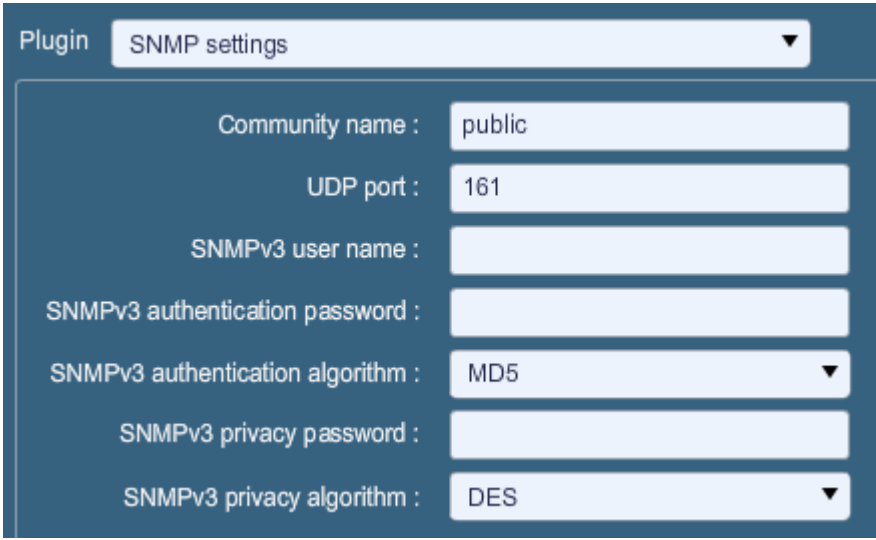 Plugin SNMP settings
Community name : public
UDP port : 161
SNMPv3 user name :
SNMPv3 authentication password :
SNMPv3 authentication algorithm : MD5
SNMPv3 privacy password :
SNMPv3 privacy algorithm : DES